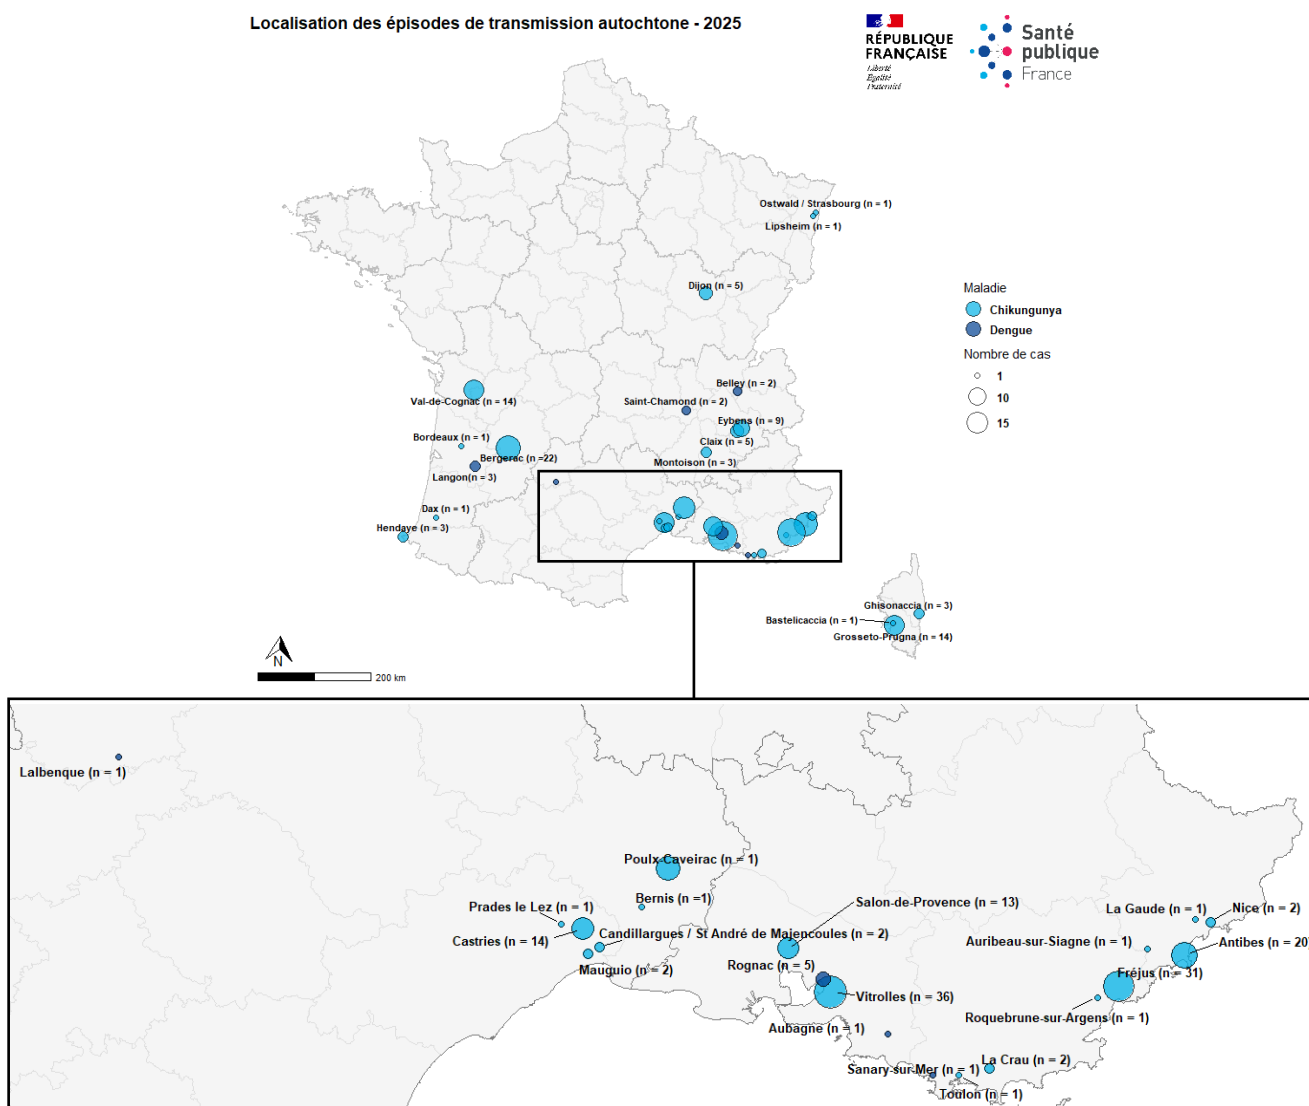 Localisation des épisodes de transmission autochtone - 2025
RÉPUBLIQUE
FRANÇAISE
Liberté
Égalité
Fraternité
Santé
publique
France
Ostwald / Strasbourg (n = 1)
Lipsheim (n = 1)
Dijon (n = 5)
Maladie
Chikungunya
Dengue
Nombre de cas
1
10
15
Belley (n = 2)
Val-de-Cognac (n = 14)
Saint-Chamond (n = 2)
Eybens (n = 9)
Bordeaux (n = 1)
Claix (n = 5)
Bergerac (n =22)
Montoison (n = 3)
Langon(n = 3)
Dax (n = 1)
Hendaye (n = 3)
Ghisonaccia (n = 3)
Bastelicaccia (n = 1)
Grosseto-Prugna (n = 14)
N
200 km
Lalbenque (n = 1)
Poulx-Caveirac (n = 1)
Bernis (n =1)
Prades le Lez (n = 1)
Salon-de-Provence (n = 13)
La Gaude (n = 1)
Nice (n = 2)
Castries (n = 14)
Candillargues / St André de Majencoules (n = 2)
Auribeau-sur-Siagne (n = 1)
Antibes (n = 20)
Mauguio (n = 2)
Rognac (n = 5)
Fréjus (n = 31)
Vitrolles (n = 36)
Roquebrune-sur-Argens (n = 1)
Aubagne (n = 1)
La Crau (n = 2)
Sanary-sur-Mer (n = 1)
Toulon (n = 1)